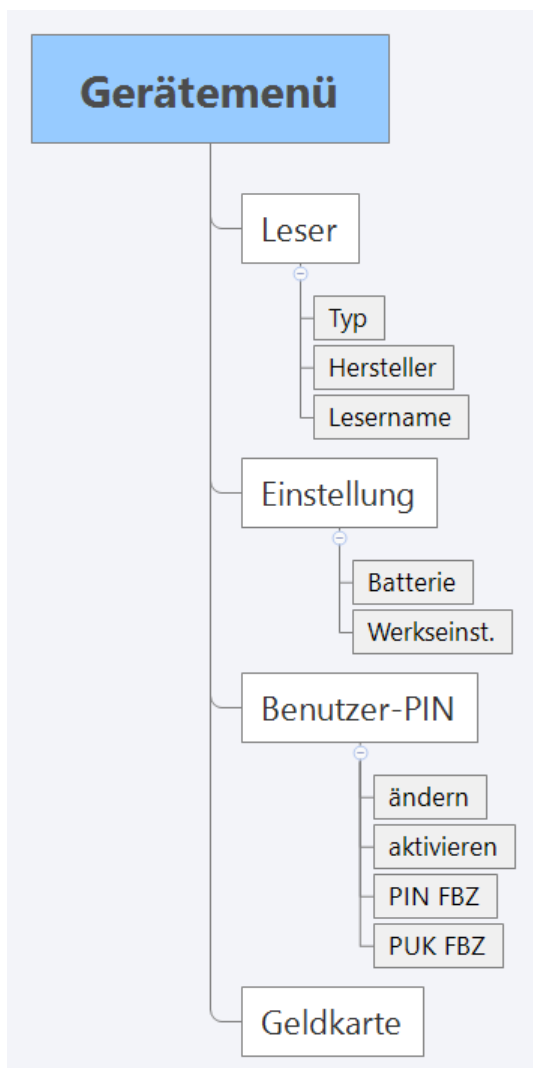 Gerätemenü
Leser
Typ
Hersteller
Lesername
Einstellung
Batterie
Werkseinst.
Benutzer-PIN
ändern
aktivieren
PIN FBZ
PUK FBZ
Geldkarte